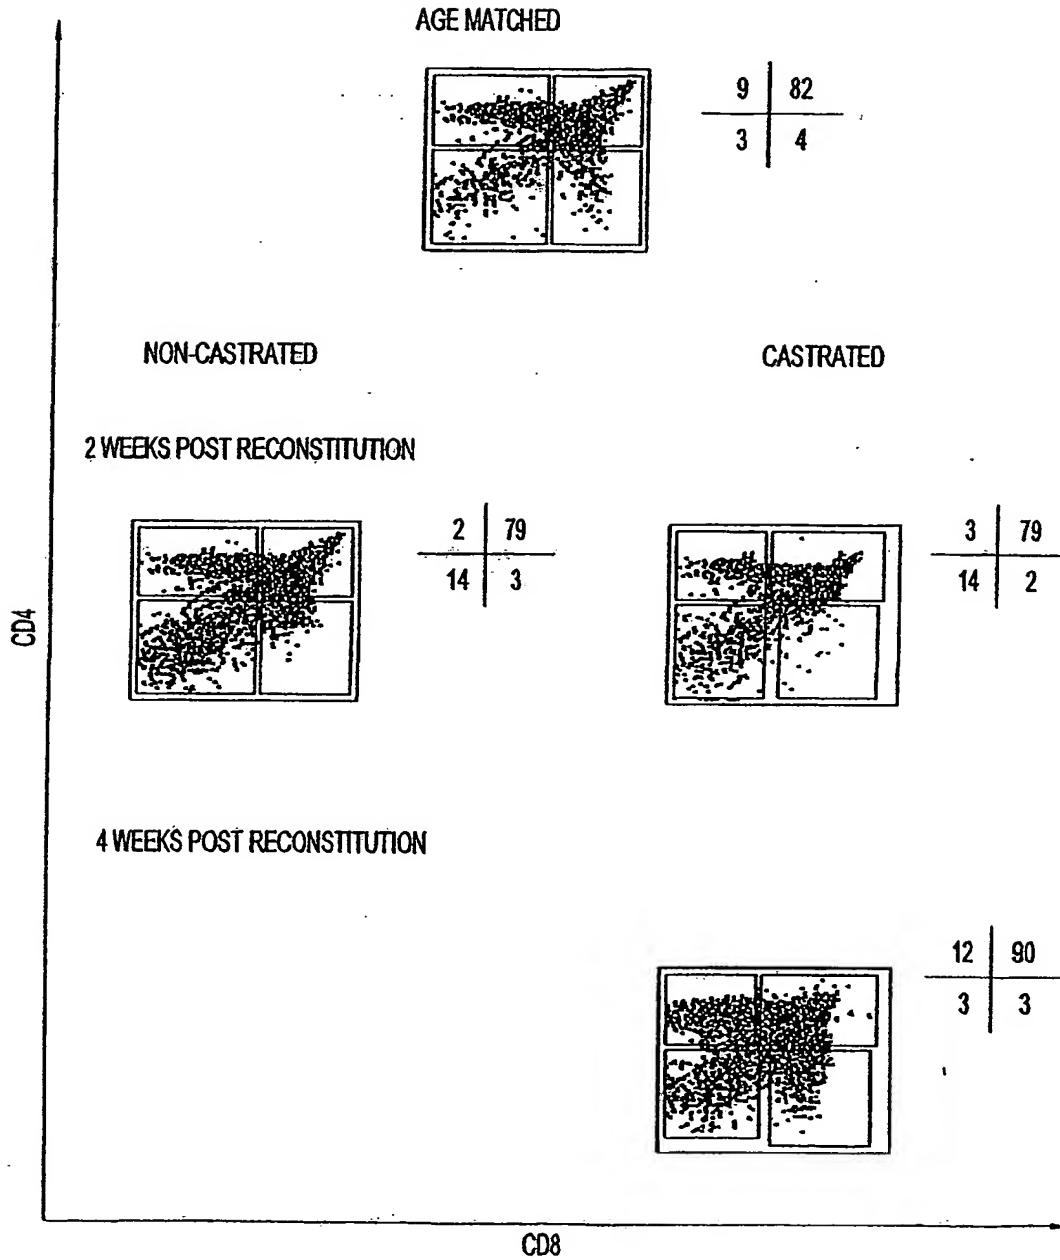 AGE MATCHED
9 82
3 4
NON-CASTRATED CASTRATED
2 WEEKS POST RECONSTITUTION
2 79 3 79
14 3 14 2
CD4
4 WEEKS POST RECONSTITUTION
12 90
3 3
CD8